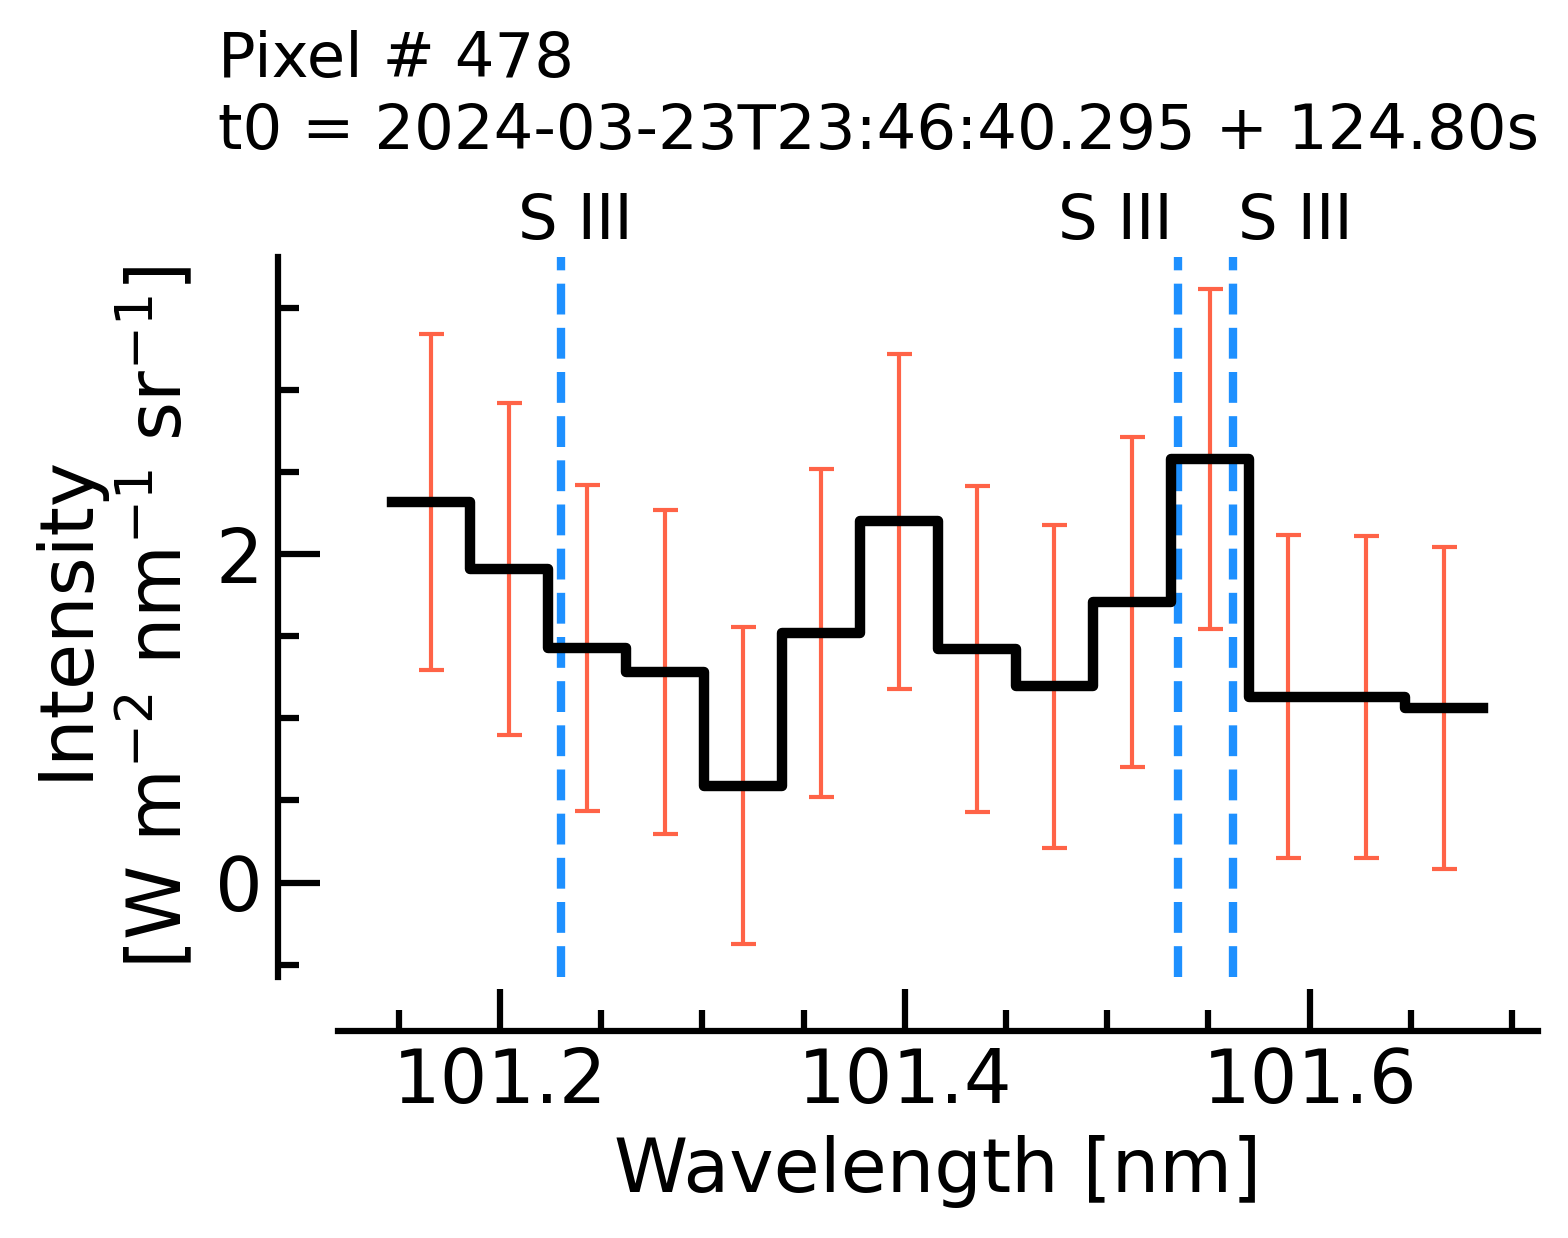 Pixel # 478
t0 = 2024-03-23T23:46:40.295 + 124.80s
S III S III S III
Intensity
[W m⁻² nm⁻¹ sr⁻¹]
2
0
101.2 101.4 101.6
Wavelength [nm]